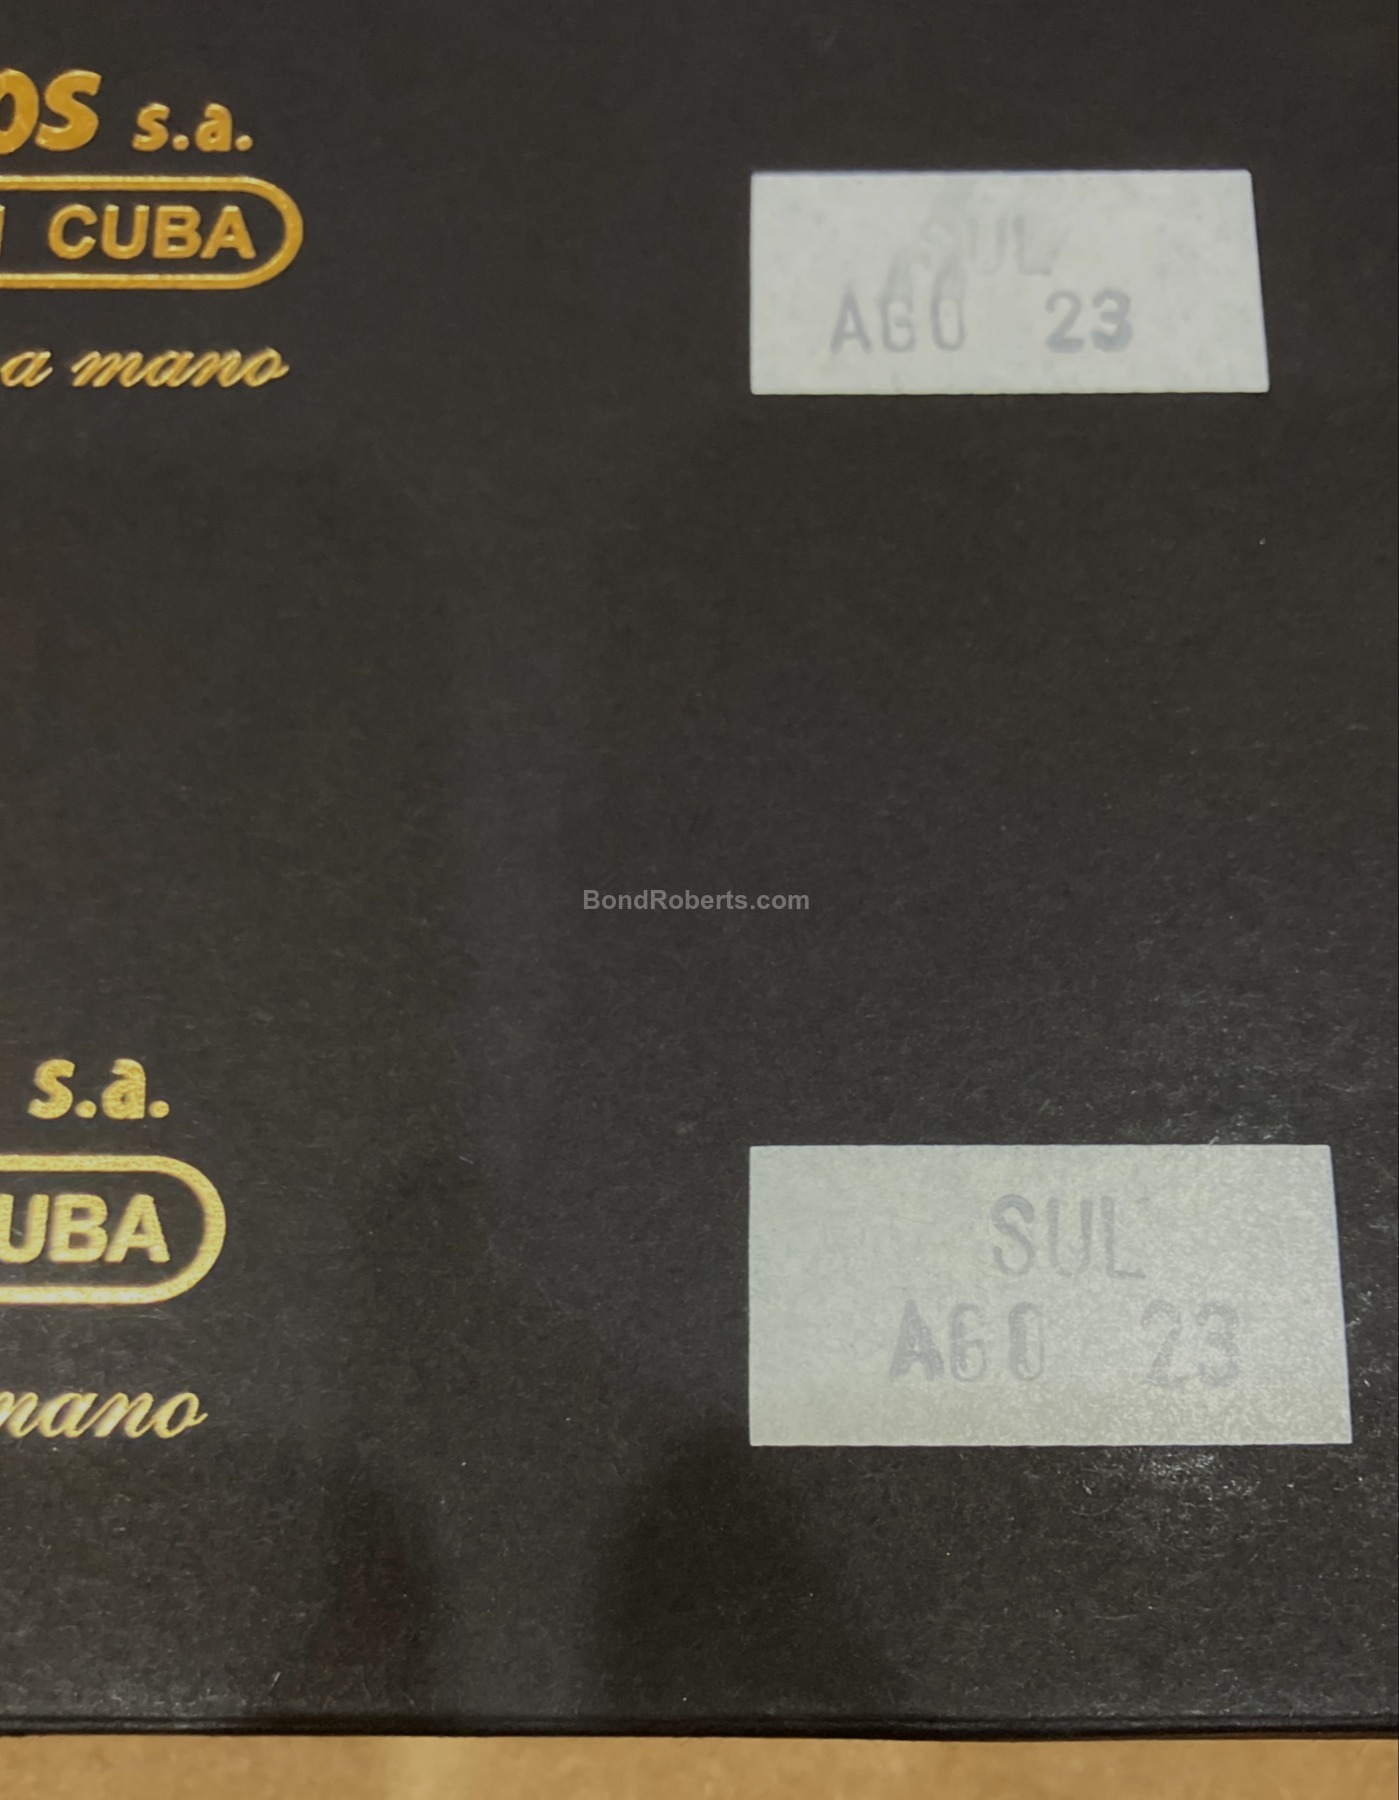 os s.a.
CUBA
a mano
SUL
AGO 23
BondRoberts.com
s.a.
UBA
mano
SUL
AGO 23